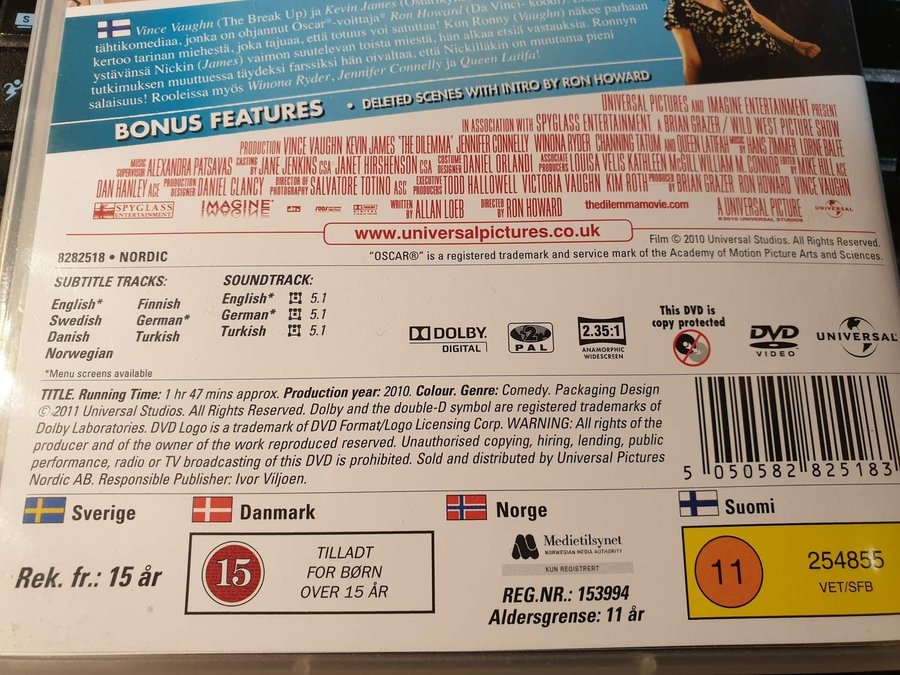 Vince Vaughn (The Break Up) ja Kevin James
tähtikomediaa, jonka on ohjannut Oscar®-voittaja* Ron Howard (Da Vinci- koodi).
kertoo tarinan miehestä, joka tajuaa, että totuus voi satuttaa! Kun Ronny (Vaughn) näkee parhaan
ystävänsä Nickin (James) vaimon suutelevan toista miestä, hän alkaa etsiä vastauksia. Ronnyn
tutkimuksen muuttuessa täydeksi farssiksi hän oivaltaa, että Nickilläkin on muutama pieni
salaisuus! Rooleissa myös Winona Ryder, Jennifer Connelly ja Queen Latifa!
BONUS FEATURES • DELETED SCENES WITH INTRO BY RON HOWARD
UNIVERSAL PICTURES AND IMAGINE ENTERTAINMENT PRESENT
IN ASSOCIATION WITH SPYGLASS ENTERTAINMENT A BRIAN GRAZER / WILD WEST PICTURE SHOW
PRODUCTION VINCE VAUGHN KEVIN JAMES "THE DILEMMA" JENNIFER CONNELLY WINONA RYDER CHANNING TATUM AND QUEEN LATIFAH MUSIC BY HANS ZIMMER LORNE BALFE
MUSIC SUPERVISOR ALEXANDRA PATSAVAS CASTING BY JANE JENKINS CSA JANET HIRSHENSON CSA COSTUME DESIGNER DANIEL ORLANDI ASSOCIATE PRODUCERS LOUISA VELIS KATHLEEN McGILL WILLIAM M. CONNOR EDITED BY MIKE HILL ACE
DAN HANLEY ACE PRODUCTION DESIGNER DANIEL CLANCY DIRECTOR OF PHOTOGRAPHY SALVATORE TOTINO ASC EXECUTIVE PRODUCERS TODD HALLOWELL VICTORIA VAUGHN KIM ROTH PRODUCED BY BRIAN GRAZER RON HOWARD VINCE VAUGHN
SPYGLASS ENTERTAINMENT IMAGINE dts WRITTEN BY ALLAN LOEB DIRECTED BY RON HOWARD thedilemmamovie.com A UNIVERSAL PICTURE UNIVERSAL
© 2010 UNIVERSAL STUDIOS
www.universalpictures.co.uk
Film © 2010 Universal Studios. All Rights Reserved.
8282518 • NORDIC
"OSCAR®" is a registered trademark and service mark of the Academy of Motion Picture Arts and Sciences.
SUBTITLE TRACKS: SOUNDTRACK:
English* Finnish English* 5.1
Swedish German* German* 5.1
Danish Turkish Turkish 5.1
Norwegian
*Menu screens available
DOLBY DIGITAL
2 PAL
2.35:1 ANAMORPHIC WIDESCREEN
This DVD is copy protected
DVD VIDEO
UNIVERSAL
TITLE. Running Time: 1 hr 47 mins approx. Production year: 2010. Colour. Genre: Comedy. Packaging Design
© 2011 Universal Studios. All Rights Reserved. Dolby and the double-D symbol are registered trademarks of
Dolby Laboratories. DVD Logo is a trademark of DVD Format/Logo Licensing Corp. WARNING: All rights of the
producer and of the owner of the work reproduced reserved. Unauthorised copying, hiring, lending, public
performance, radio or TV broadcasting of this DVD is prohibited. Sold and distributed by Universal Pictures
Nordic AB. Responsible Publisher: Ivor Viljoen.
5 050582 825183
Sverige
Rek. fr.: 15 år
Danmark
15
TILLADT
FOR BØRN
OVER 15 ÅR
Norge
Medietilsynet
NORWEGIAN MEDIA AUTHORITY
KUN REGISTRERT
REG.NR.: 153994
Aldersgrense: 11 år
Suomi
11
254855
VET/SFB